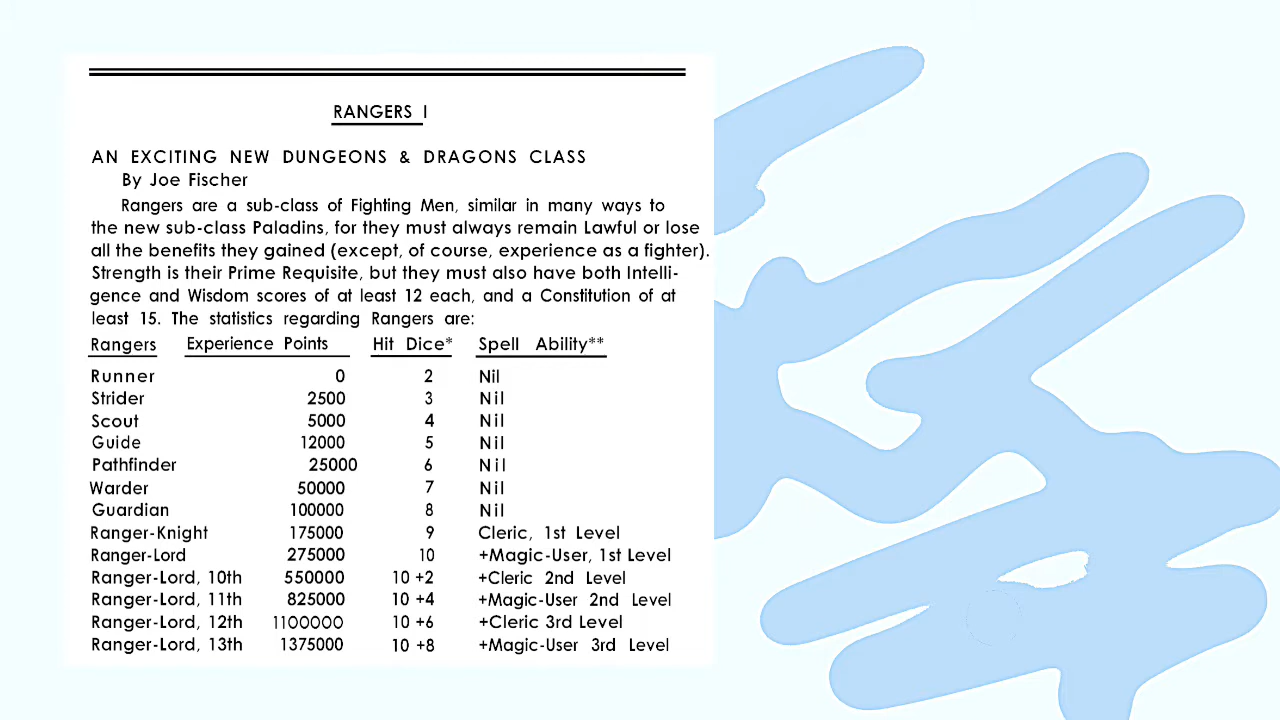 RANGERS I
AN EXCITING NEW DUNGEONS & DRAGONS CLASS
By Joe Fischer
Rangers are a sub-class of Fighting Men, similar in many ways to
the new sub-class Paladins, for they must always remain Lawful or lose
all the benefits they gained (except, of course, experience as a fighter).
Strength is their Prime Requisite, but they must also have both Intelli-
gence and Wisdom scores of at least 12 each, and a Constitution of at
least 15. The statistics regarding Rangers are:
Rangers Experience Points Hit Dice* Spell Ability**
Runner 0 2 Nil
Strider 2500 3 Nil
Scout 5000 4 Nil
Guide 12000 5 Nil
Pathfinder 25000 6 Nil
Warder 50000 7 Nil
Guardian 100000 8 Nil
Ranger-Knight 175000 9 Cleric, 1st Level
Ranger-Lord 275000 10 +Magic-User, 1st Level
Ranger-Lord, 10th 550000 10 +2 +Cleric 2nd Level
Ranger-Lord, 11th 825000 10 +4 +Magic-User 2nd Level
Ranger-Lord, 12th 1100000 10 +6 +Cleric 3rd Level
Ranger-Lord, 13th 1375000 10 +8 +Magic-User 3rd Level